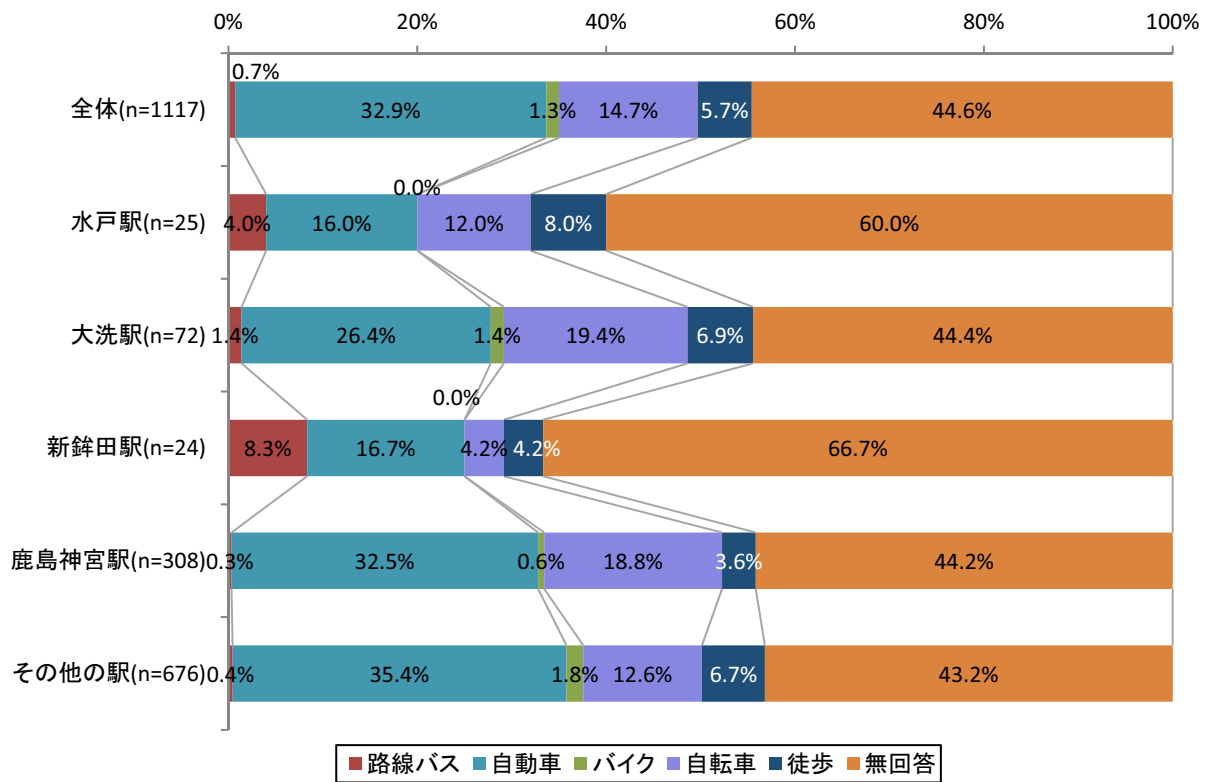 0% 20% 40% 60% 80% 100%
0.7%
全体(n=1117) 32.9% 1.3% 14.7% 5.7% 44.6%
0.0%
水戸駅(n=25) 4.0% 16.0% 12.0% 8.0% 60.0%
大洗駅(n=72) 1.4% 26.4% 1.4% 19.4% 6.9% 44.4%
0.0%
新鉾田駅(n=24) 8.3% 16.7% 4.2% 4.2% 66.7%
鹿島神宮駅(n=308) 0.3% 32.5% 0.6% 18.8% 3.6% 44.2%
その他の駅(n=676) 0.4% 35.4% 1.8% 12.6% 6.7% 43.2%
路線バス 自動車 バイク 自転車 徒歩 無回答